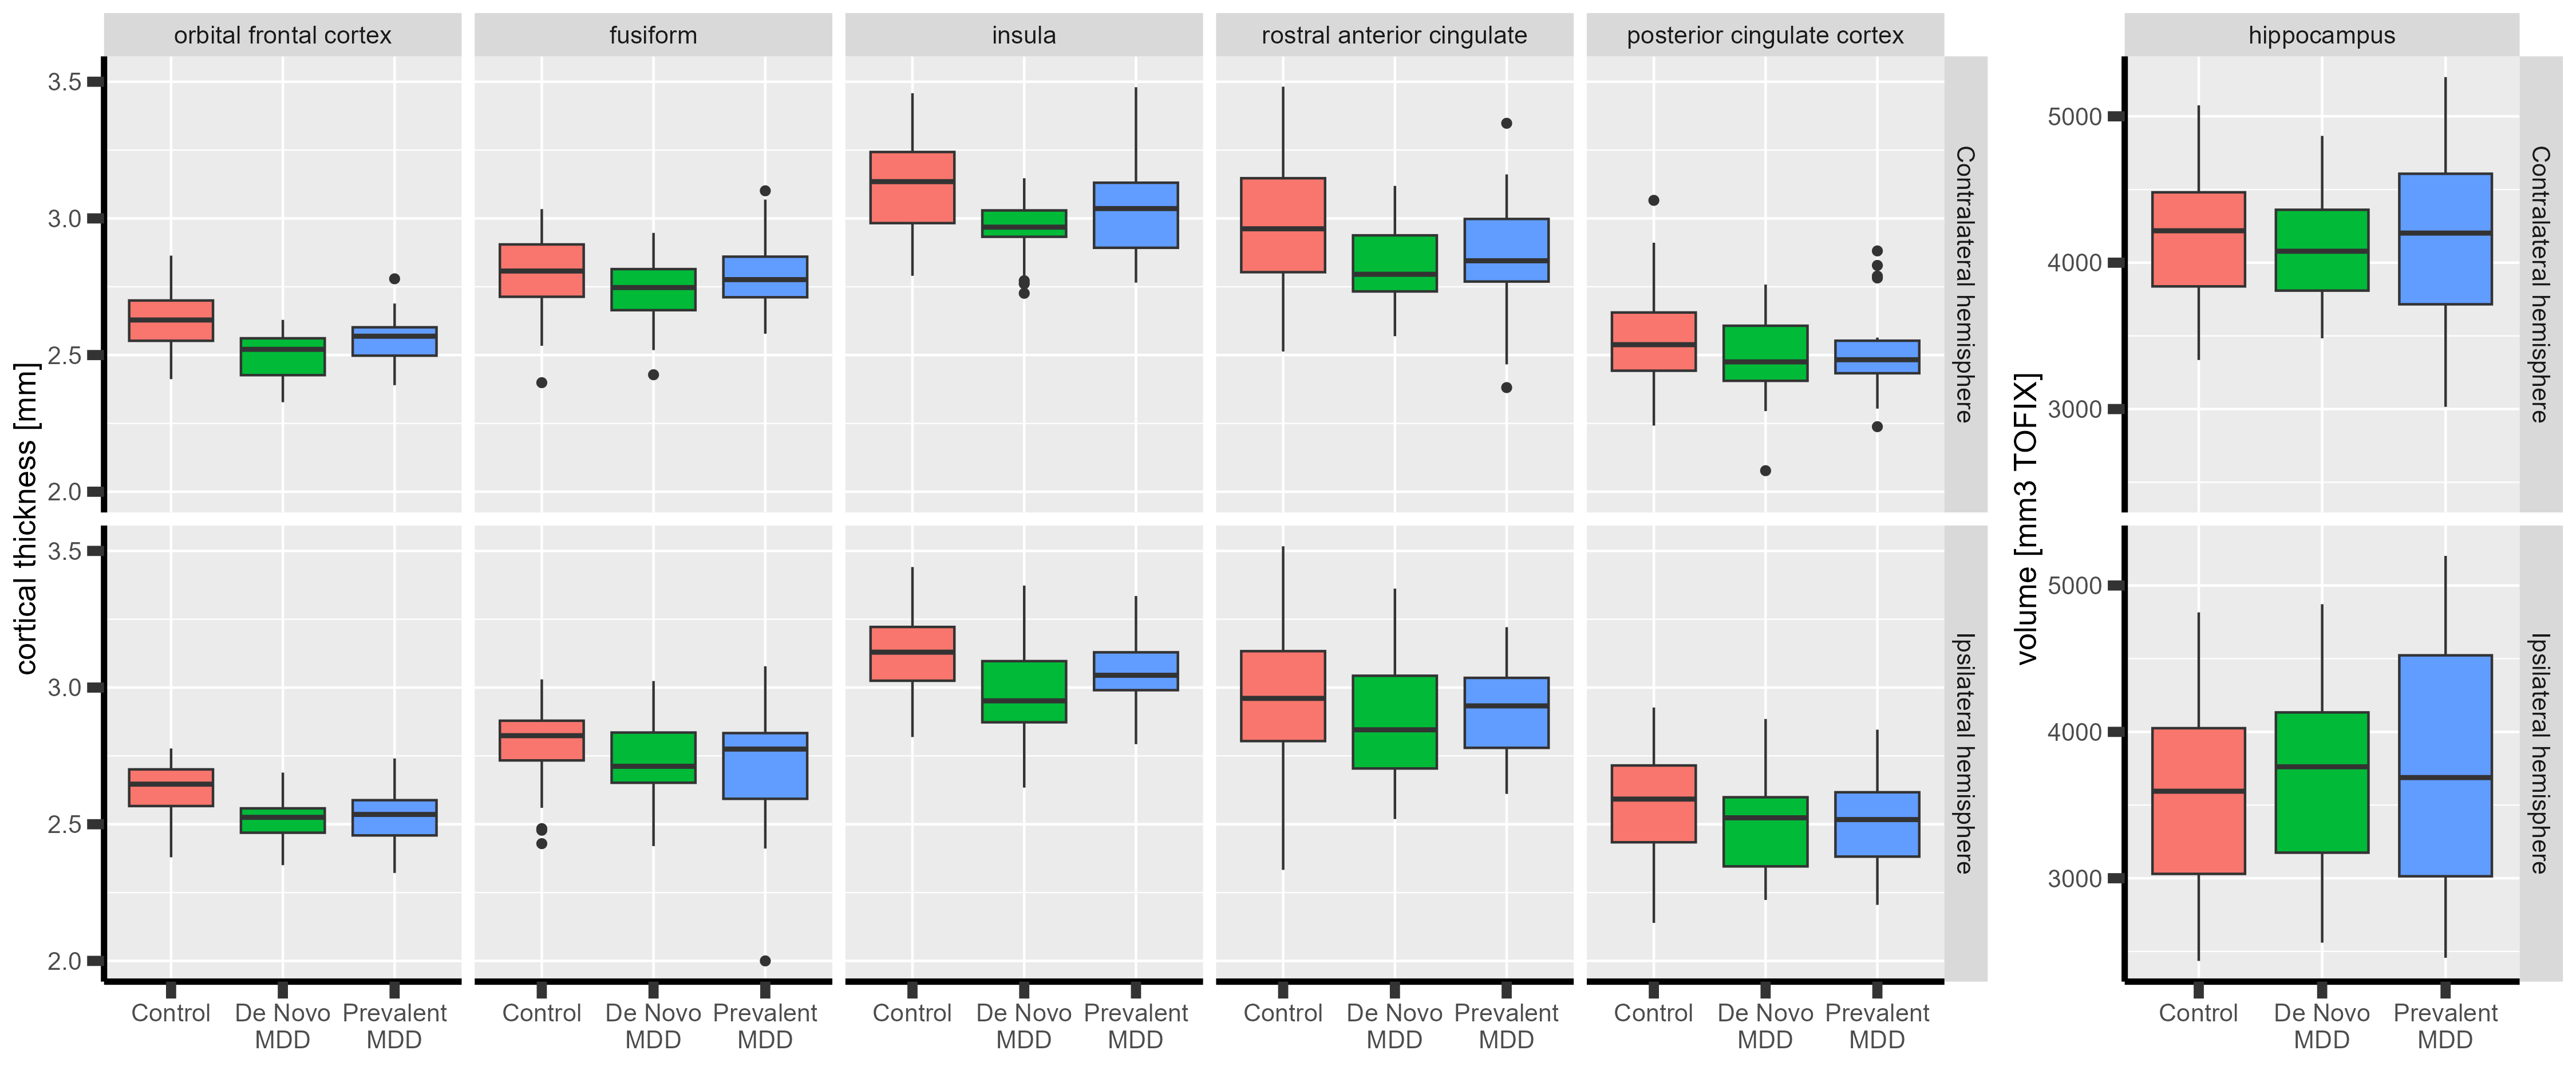 orbital frontal cortex
fusiform
insula
rostral anterior cingulate
posterior cingulate cortex
hippocampus
cortical thickness [mm]
3.5
3.0
2.5
2.0
Contralateral hemisphere
3.5
3.0
2.5
2.0
Ipsilateral hemisphere
Control
De Novo
MDD
Prevalent
MDD
Control
De Novo
MDD
Prevalent
MDD
Control
De Novo
MDD
Prevalent
MDD
Control
De Novo
MDD
Prevalent
MDD
Control
De Novo
MDD
Prevalent
MDD
volume [mm3 TOFIX]
5000
4000
3000
Contralateral hemisphere
5000
4000
3000
Ipsilateral hemisphere
Control
De Novo
MDD
Prevalent
MDD